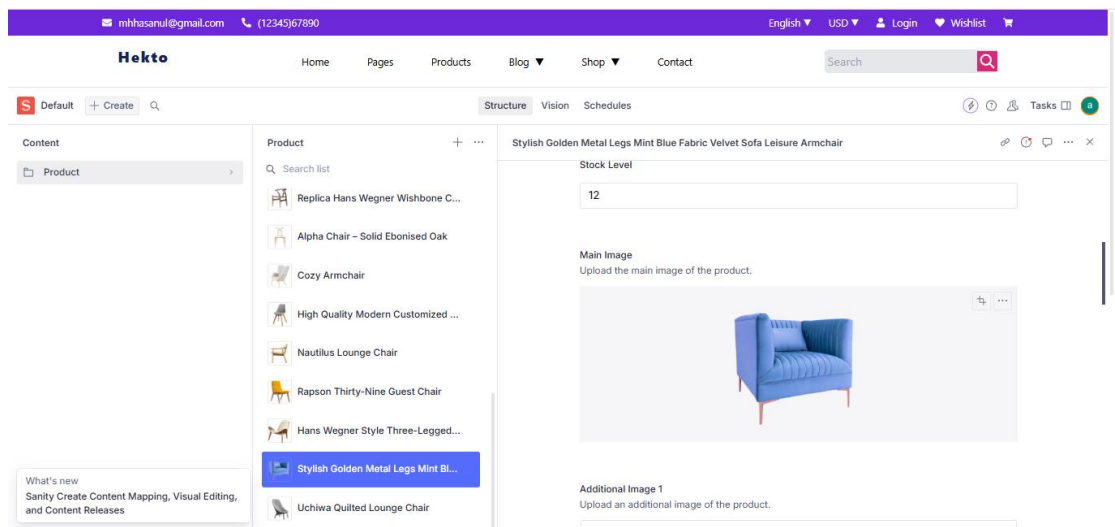 mhhasanul@gmail.com (12345)67890 English ▼ USD ▼ Login Wishlist
Hekto Home Pages Products Blog ▼ Shop ▼ Contact Search
S Default + Create Structure Vision Schedules Tasks a
Content
Product
Product
Search list
Replica Hans Wegner Wishbone C...
Alpha Chair – Solid Ebonised Oak
Cozy Armchair
High Quality Modern Customized ...
Nautilus Lounge Chair
Rapson Thirty-Nine Guest Chair
Hans Wegner Style Three-Legged...
Stylish Golden Metal Legs Mint Bl...
Uchiwa Quilted Lounge Chair
What's new
Sanity Create Content Mapping, Visual Editing,
and Content Releases
Stylish Golden Metal Legs Mint Blue Fabric Velvet Sofa Leisure Armchair
Stock Level
12
Main Image
Upload the main image of the product.
Additional Image 1
Upload an additional image of the product.